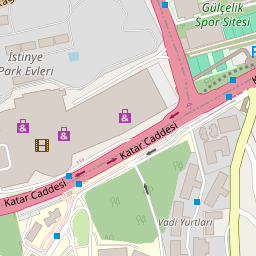 Gülçelik
Spor Sitesi
İstinye
Park Evleri
Katar Caddesi
Katar Caddesi
Vadi Yurtları